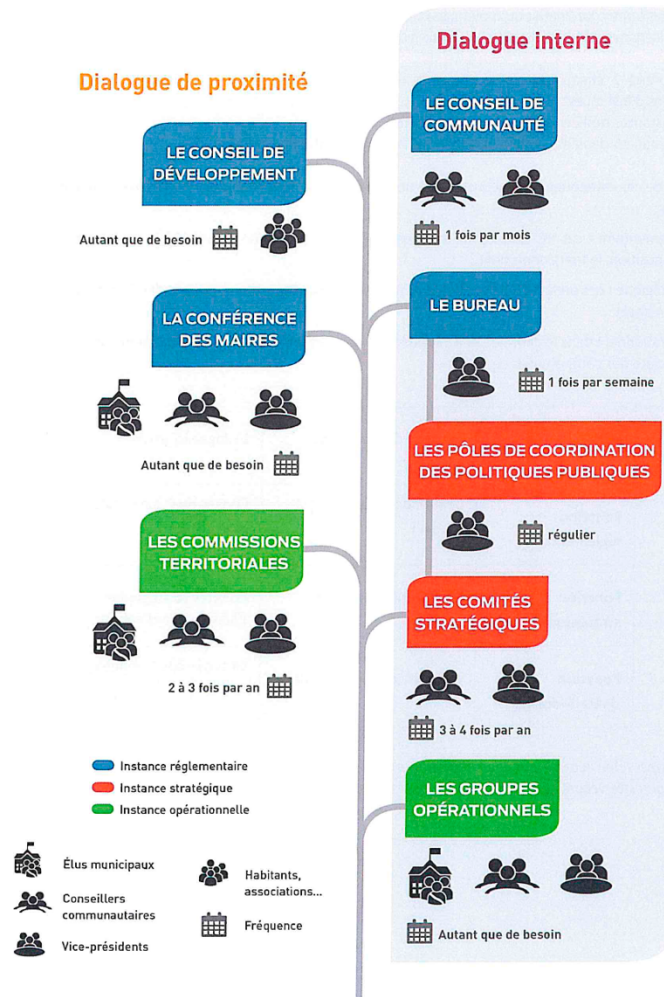 Dialogue de proximité
LE CONSEIL DE
DÉVELOPPEMENT
Autant que de besoin
LA CONFÉRENCE
DES MAIRES
Autant que de besoin
LES COMMISSIONS
TERRITORIALES
2 à 3 fois par an
Dialogue interne
LE CONSEIL DE
COMMUNAUTÉ
1 fois par mois
LE BUREAU
1 fois par semaine
LES PÔLES DE COORDINATION
DES POLITIQUES PUBLIQUES
régulier
LES COMITÉS
STRATÉGIQUES
3 à 4 fois par an
LES GROUPES
OPÉRATIONNELS
Autant que de besoin
Instance réglementaire
Instance stratégique
Instance opérationnelle
Élus municipaux
Conseillers
communautaires
Vice-présidents
Habitants,
associations...
Fréquence